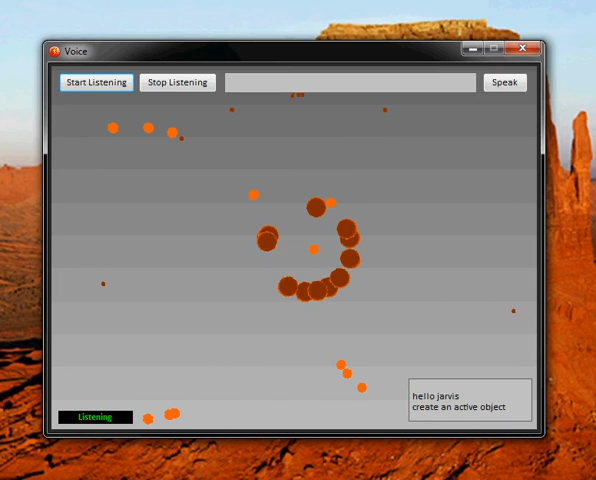 Voice
Start Listening
Stop Listening
Speak
hello jarvis
create an active object
Listening